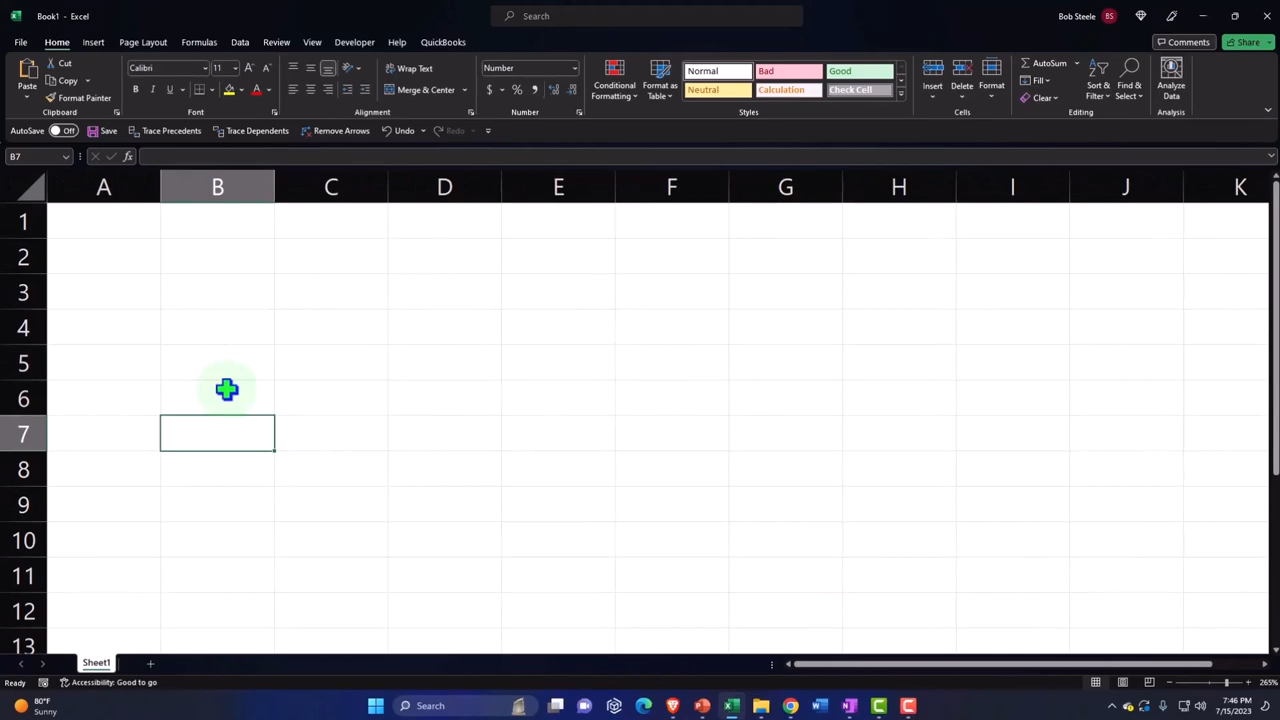 Book1 - Excel
Search
Bob Steele
BS
File Home Insert Page Layout Formulas Data Review View Developer Help QuickBooks
Comments
Share
Paste
Cut
Copy
Format Painter
Clipboard
Calibri
11
B I U
Font
Wrap Text
Merge & Center
Alignment
Number
$ % 9
Number
Conditional
Formatting
Format as
Table
Normal Bad Good
Neutral Calculation Check Cell
Styles
Insert Delete Format
Cells
AutoSum
Fill
Clear
Sort &
Filter
Find &
Select
Editing
Analyze
Data
Analysis
AutoSave Off Save Trace Precedents Trace Dependents Remove Arrows Undo Redo
B7
fx
A B C D E F G H I J K
1
2
3
4
5
6
7
8
9
10
11
12
13
Sheet1
Ready
Accessibility: Good to go
265%
80°F
Sunny
Search
7:46 PM
7/15/2023